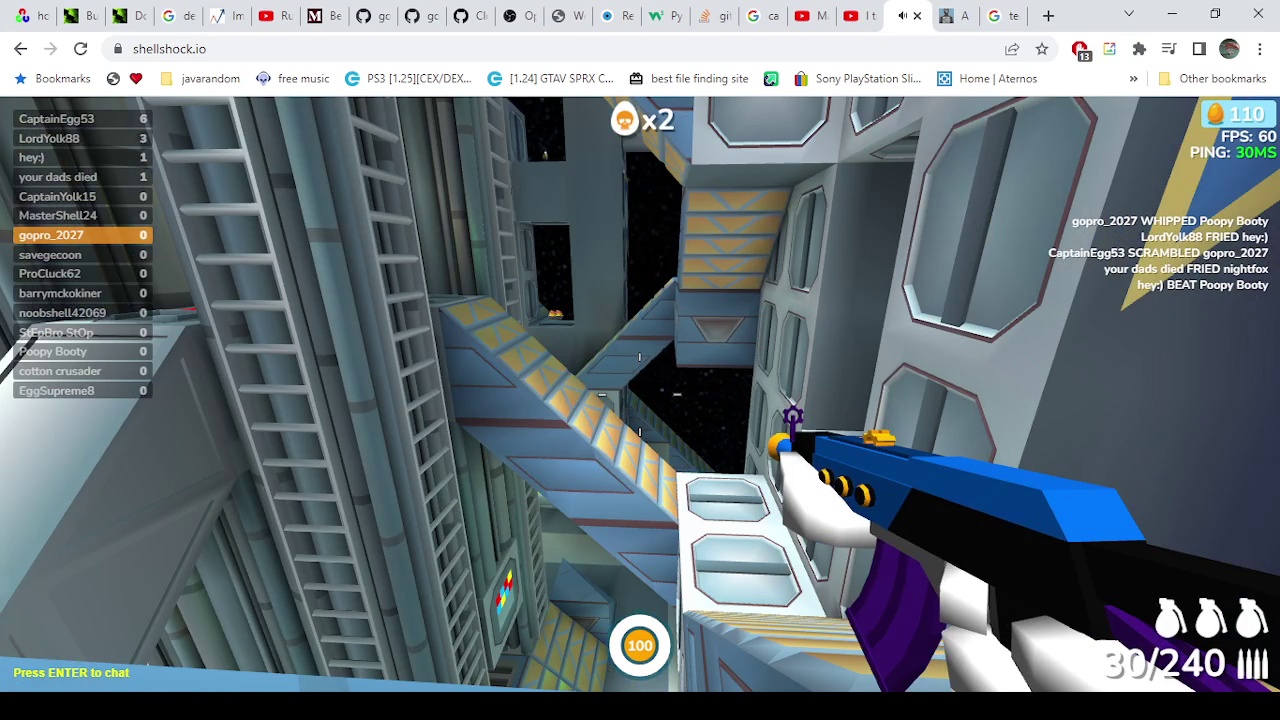 hc
Bu
Dc
de
Im
Ru
Be
gc
gc
Cl
Op
W
Re
Py
git
ca
M
I t
A
te
shellshock.io
13
Bookmarks
javarandom
free music
PS3 [1.25][CEX/DEX...
[1.24] GTAV SPRX C...
best file finding site
Sony PlayStation Sli...
Home | Aternos
»
Other bookmarks
CaptainEgg53 6
LordYolk88 3
hey:) 1
your dads died 1
CaptainYolk15 0
MasterShell24 0
gopro_2027 0
savegecoon 0
ProCluck62 0
barrymckokiner 0
noobshell42069 0
StEpBro StOp 0
Poopy Booty 0
cotton crusader 0
EggSupreme8 0
x2
110
FPS: 60
PING: 30MS
gopro_2027 WHIPPED Poopy Booty
LordYolk88 FRIED hey:)
CaptainEgg53 SCRAMBLED gopro_2027
your dads died FRIED nightfox
hey:) BEAT Poopy Booty
100
30/240
Press ENTER to chat